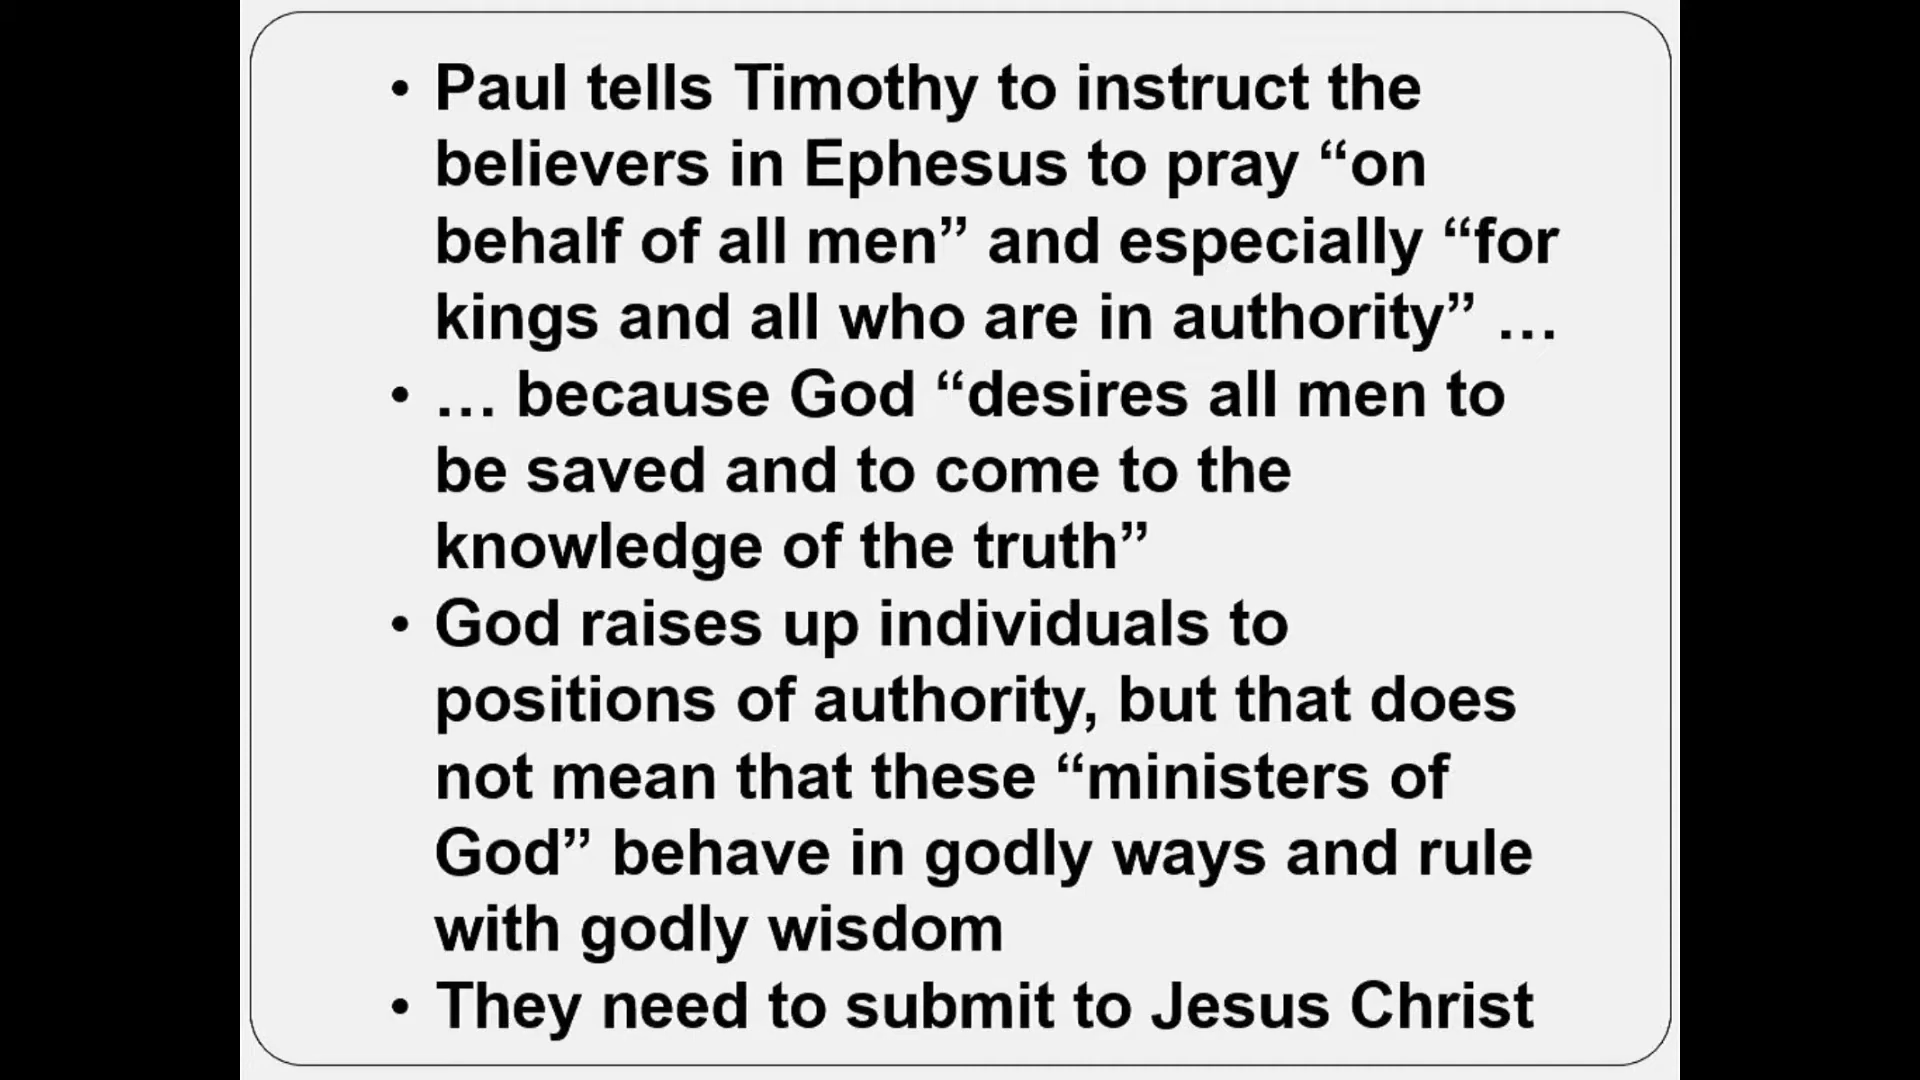 • Paul tells Timothy to instruct the
believers in Ephesus to pray “on
behalf of all men” and especially “for
kings and all who are in authority” …
• … because God “desires all men to
be saved and to come to the
knowledge of the truth”
• God raises up individuals to
positions of authority, but that does
not mean that these “ministers of
God” behave in godly ways and rule
with godly wisdom
• They need to submit to Jesus Christ